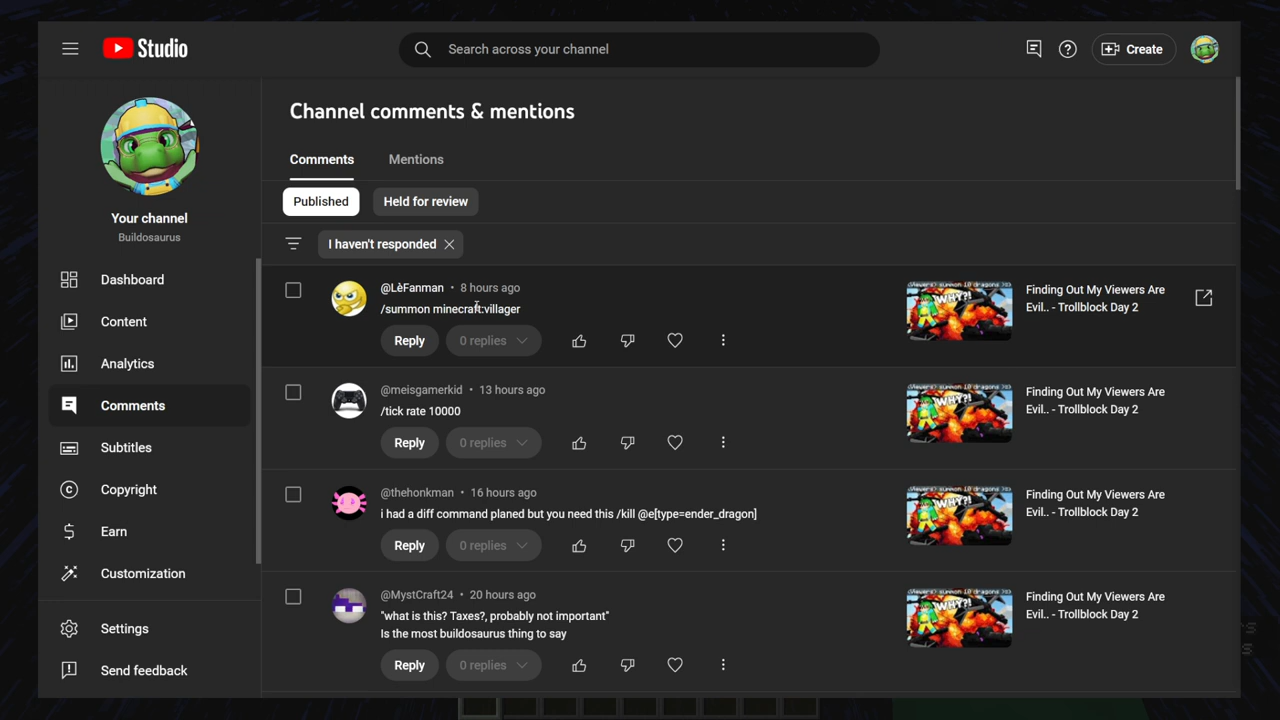 Studio
Search across your channel
Create
Your channel
Buildosaurus
Dashboard
Content
Analytics
Comments
Subtitles
Copyright
Earn
Customization
Settings
Send feedback
Channel comments & mentions
Comments
Mentions
Published
Held for review
I haven't responded
@LèFanman • 8 hours ago
/summon minecraft:villager
Reply
0 replies
WHY?!
Finding Out My Viewers Are
Evil.. - Trollblock Day 2
@meisgamerkid • 13 hours ago
/tick rate 10000
Reply
0 replies
WHY?!
Finding Out My Viewers Are
Evil.. - Trollblock Day 2
@thehonkman • 16 hours ago
i had a diff command planed but you need this /kill @e[type=ender_dragon]
Reply
0 replies
WHY?!
Finding Out My Viewers Are
Evil.. - Trollblock Day 2
@MystCraft24 • 20 hours ago
"what is this? Taxes?, probably not important"
Is the most buildosaurus thing to say
Reply
0 replies
WHY?!
Finding Out My Viewers Are
Evil.. - Trollblock Day 2